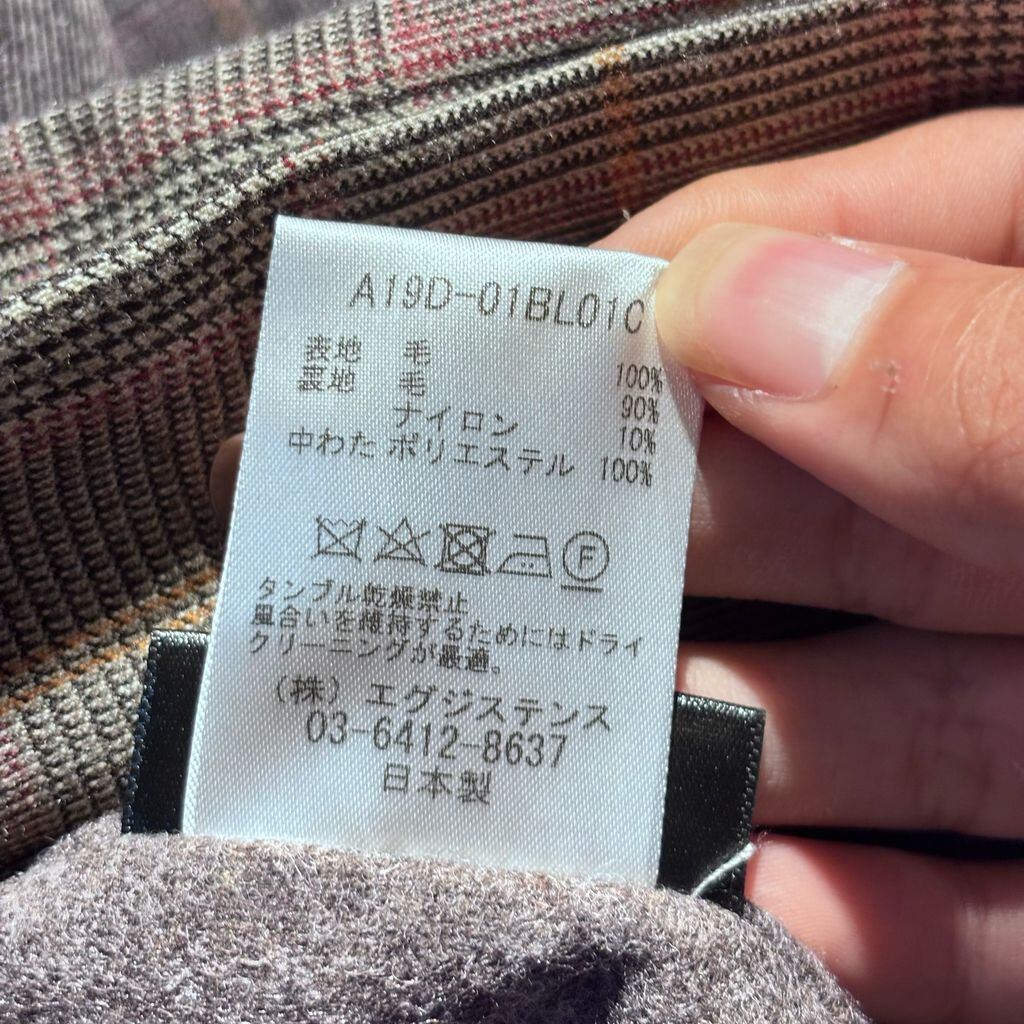 A19D-01BL01C
表地 毛 100%
裏地 毛 90%
ナイロン 10%
中わた ポリエステル 100%
F
タンブル乾燥禁止
風合いを維持するためにはドライ
クリーニングが最適。
（株）エグジステンス
03-6412-8637
日本製